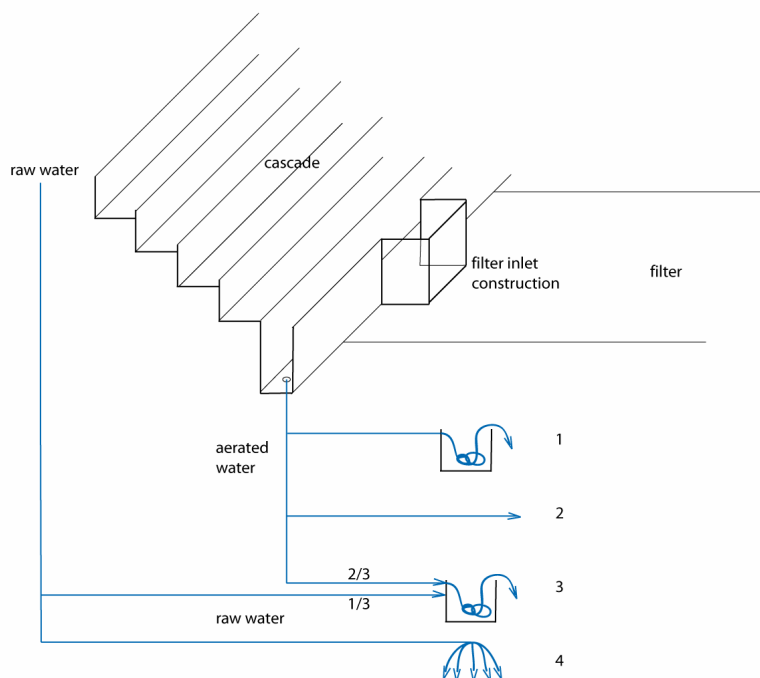 raw water
cascade
filter inlet
construction
filter
aerated
water
1
2
2/3
3
1/3
raw water
4